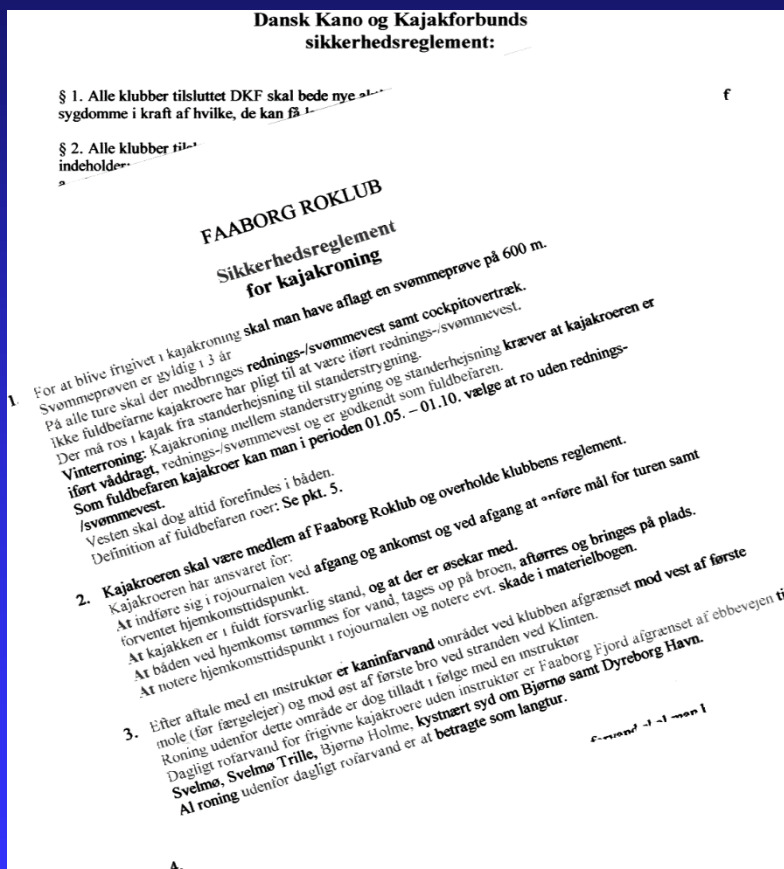 Dansk Kano og Kajakforbunds
sikkerhedsreglement:
§ 1. Alle klubber tilsluttet DKF skal bede nye
f
sygdomme i kraft af hvilke, de kan få
§ 2. Alle klubber
indeholder
FAABORG ROKLUB
Sikkerhedsreglement
for kajakroning
1. For at blive frigivet i kajakroning skal man have aflagt en svømmeprøve på 600 m.
Svømmeprøven er gyldig i 3 år
På alle ture skal der medbringes rednings-/svømmevest samt cockpitovertræk.
Ikke fuldbefarne kajakroere har pligt til at være iført rednings-/svømmevest.
Der må ros i kajak fra standerhejsning til standerstrygning.
Vinterroning: Kajakroning mellem standerstrygning og standerhejsning kræver at kajakroeren er
iført våddragt, rednings-/svømmevest og er godkendt som fuldbefaren.
Som fuldbefaren kajakroer kan man i perioden 01.05. – 01.10. vælge at ro uden rednings-
/svømmevest.
Vesten skal dog altid forefindes i båden.
Definition af fuldbefaren roer: Se pkt. 5.
2. Kajakroeren skal være medlem af Faaborg Roklub og overholde klubbens reglement.
Kajakroeren har ansvaret for:
At indføre sig i rojournalen ved afgang og ankomst og ved afgang at anføre mål for turen samt
forventet hjemkomsttidspunkt.
At kajakken er i fuldt forsvarlig stand, og at der er øsekar med.
At båden ved hjemkomst tømmes for vand, tages op på broen, aftørres og bringes på plads.
At notere hjemkomsttidspunkt i rojournalen og notere evt. skade i materielbogen.
3. Efter aftale med en instruktør er kaninfarvand området ved klubben afgrænset mod vest af første
mole (før færgelejer) og mod øst af første bro ved stranden ved Klinten.
Roning udenfor dette område er dog tilladt i følge med en instruktør
Dagligt rofarvand for frigivne kajakroere uden instruktør er Faaborg Fjord afgrænset af ebbevejen
Svelmø, Svelmø Trille, Bjørnø Holme, kystnært syd om Bjørnø samt Dyreborg Havn.
Al roning udenfor dagligt rofarvand er at betragte som langtur.
4.